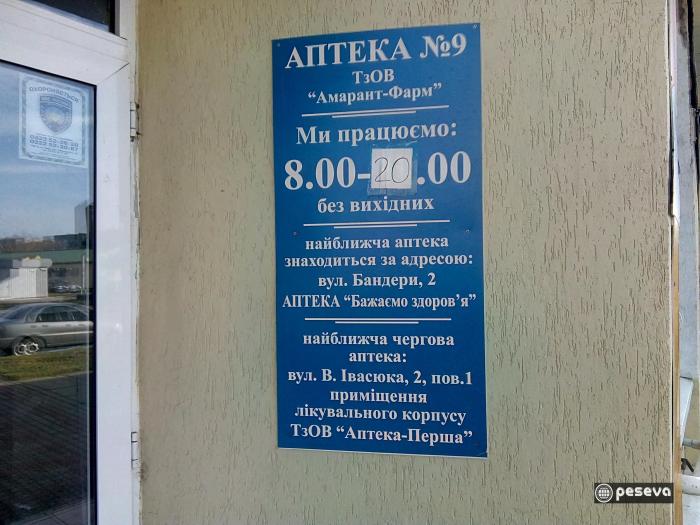 АПТЕКА №9
ТзОВ
“Амарант-Фарм”
Ми працюємо:
8.00-20.00
без вихідних
найближча аптека
знаходиться за адресою:
вул. Бандери, 2
АПТЕКА “Бажаємо здоров’я”
найближча чергова
аптека:
вул. В. Івасюка, 2, пов.1
приміщення
лікувального корпусу
ТзОВ “Аптека-Перша”
ОХОРОНЯЄТЬСЯ
peseva